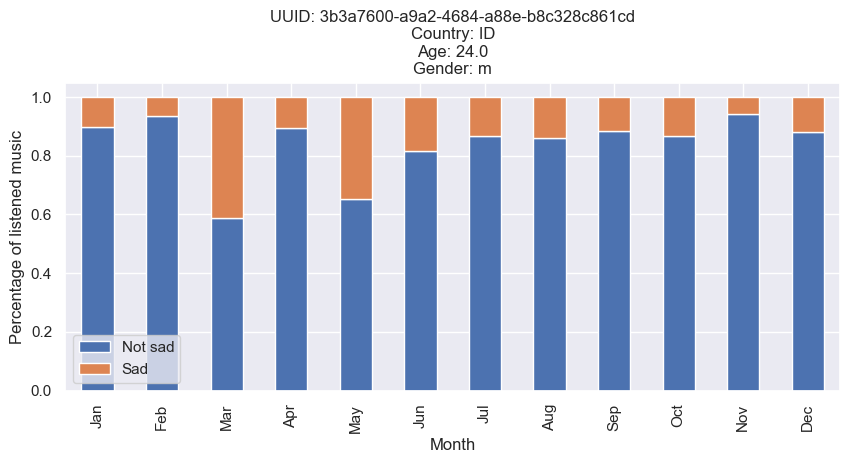 UUID: 3b3a7600-a9a2-4684-a88e-b8c328c861cd
Country: ID
Age: 24.0
Gender: m
Percentage of listened music
1.0
0.8
0.6
0.4
0.2
0.0
Not sad
Sad
Jan
Feb
Mar
Apr
May
Jun
Jul
Aug
Sep
Oct
Nov
Dec
Month